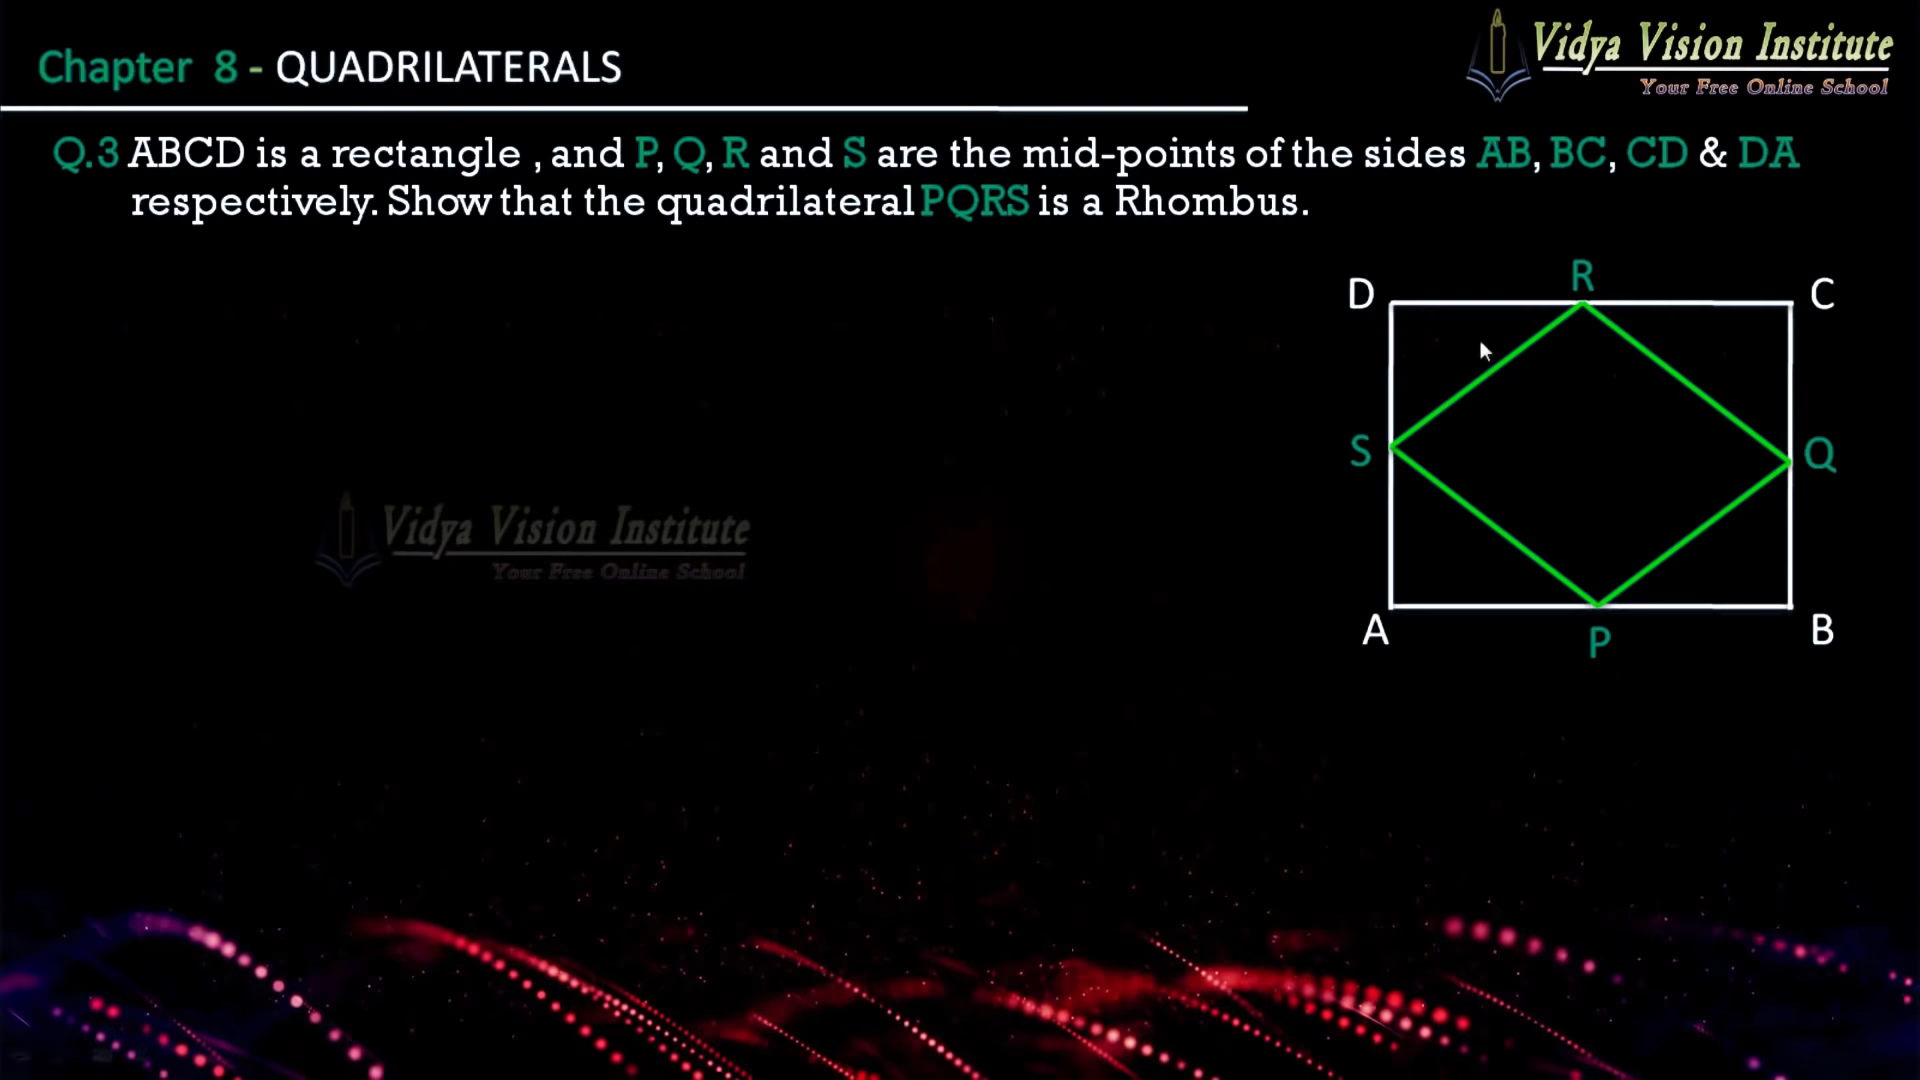 Chapter 8 - QUADRILATERALS
Vidya Vision Institute
Your Free Online School
Q.3 ABCD is a rectangle , and P, Q, R and S are the mid-points of the sides AB, BC, CD & DA
respectively. Show that the quadrilateral PQRS is a Rhombus.
R
D
C
S
Q
Vidya Vision Institute
Your Free Online School
A
B
P